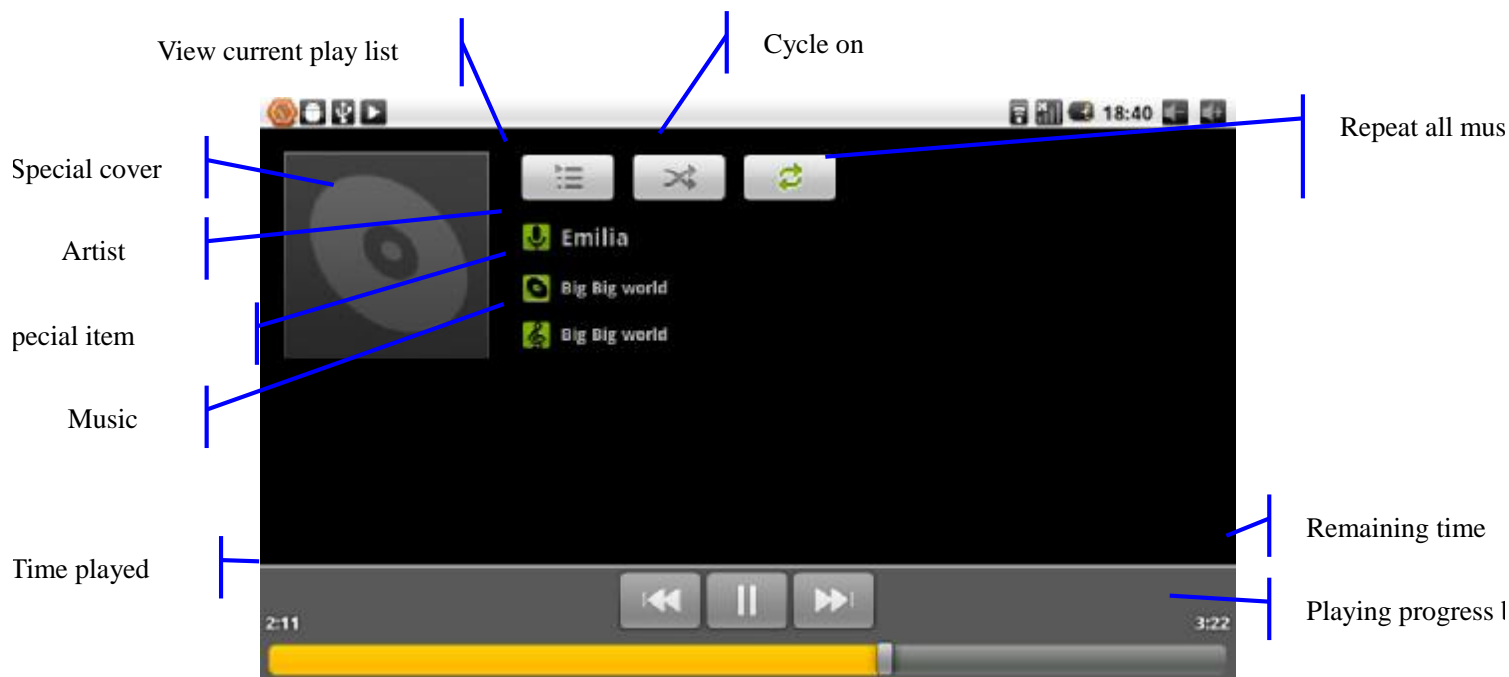 View current play list
Cycle on
18:40
Repeat all mus
Special cover
Artist
Emilia
Big Big world
pecial item
Big Big world
Music
Remaining time
Time played
Playing progress
2:11
3:22